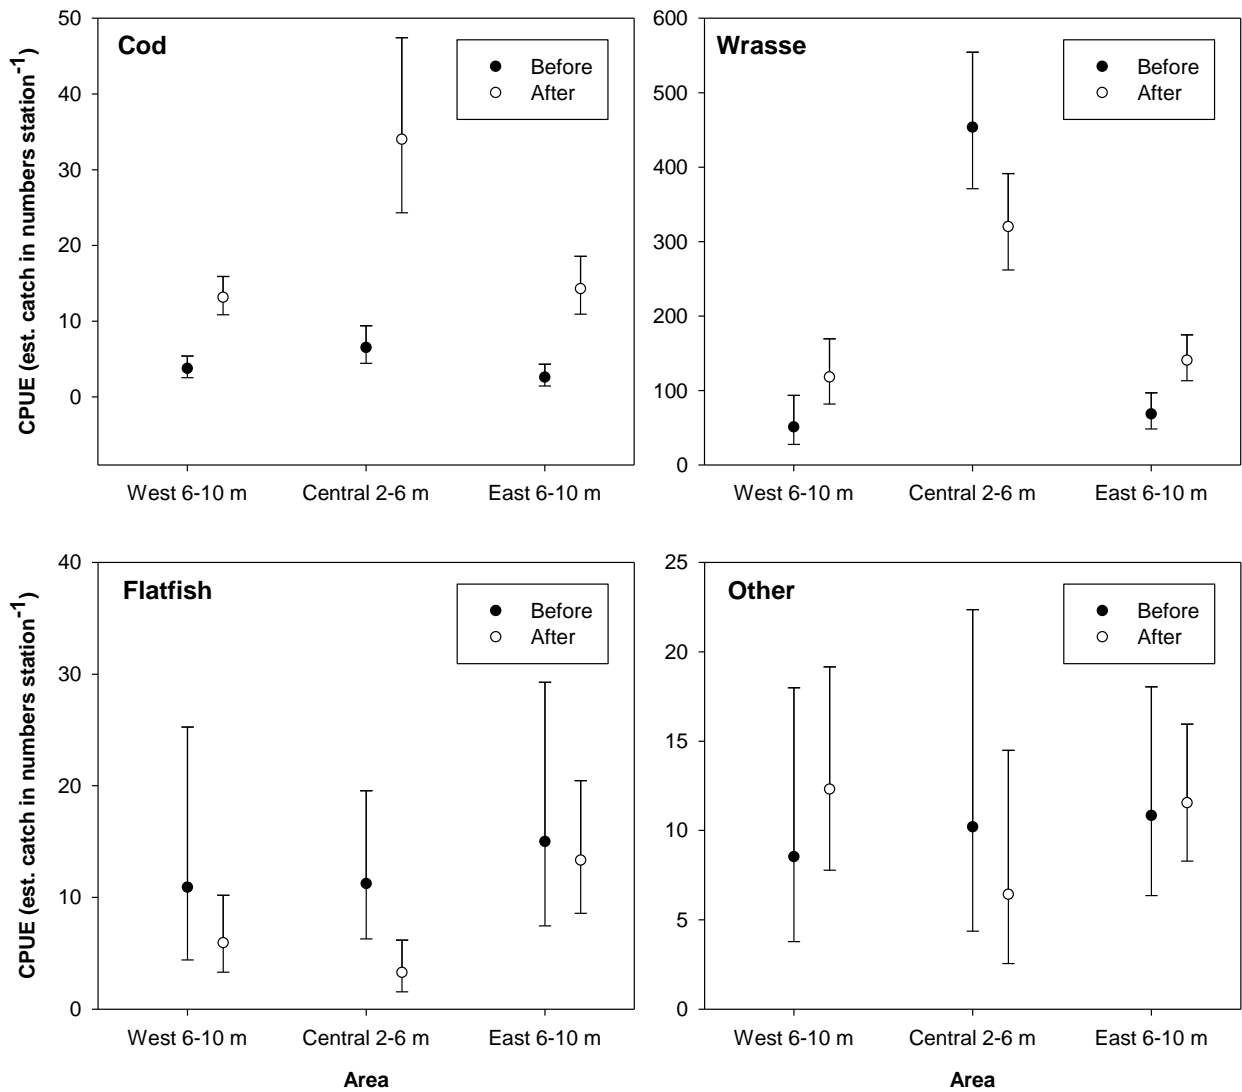 Cod
Before
After
50
40
30
20
10
0
CPUE (est. catch in numbers station-1)
West 6-10 m Central 2-6 m East 6-10 m
Wrasse
Before
After
600
500
400
300
200
100
0
West 6-10 m Central 2-6 m East 6-10 m
Flatfish
Before
After
40
30
20
10
0
CPUE (est. catch in numbers station-1)
West 6-10 m Central 2-6 m East 6-10 m
Area
Other
Before
After
25
20
15
10
5
0
West 6-10 m Central 2-6 m East 6-10 m
Area